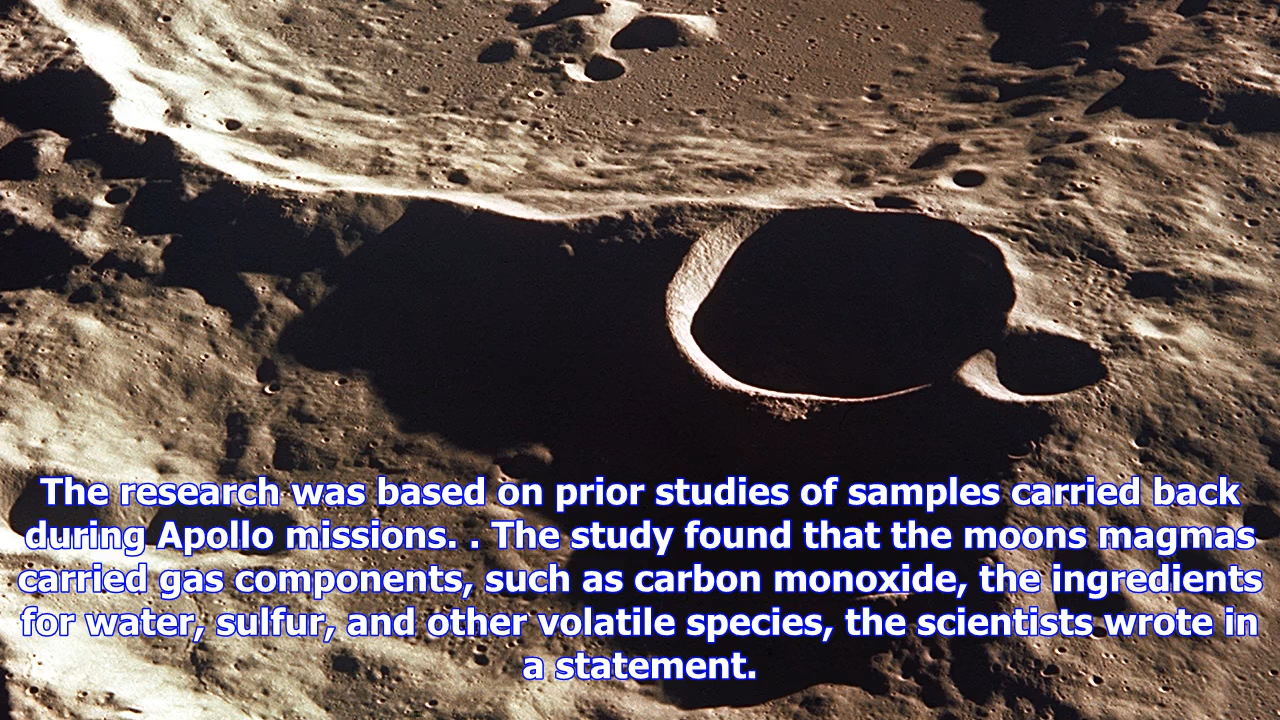 The research was based on prior studies of samples carried back
during Apollo missions. . The study found that the moons magmas
carried gas components, such as carbon monoxide, the ingredients
for water, sulfur, and other volatile species, the scientists wrote in
a statement.